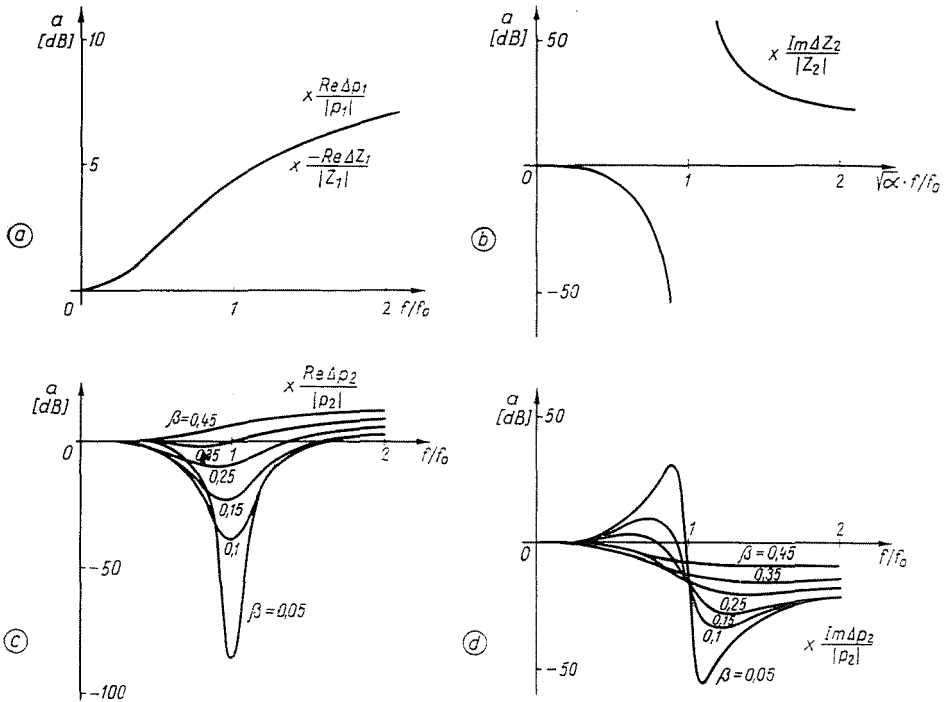 a
[dB]
10
5
0
1
2 f/f₀
× Re Δp₁ / |p₁|
× −Re ΔZ₁ / |Z₁|
ⓐ
a
[dB]
50
0
−50
1
2
√α · f/f₀
× Im ΔZ₂ / |Z₂|
ⓑ
a
[dB]
0
−50
−100
1
2
f/f₀
× Re Δp₂ / |p₂|
β=0,45
0,35
0,25
0,15
0,1
β=0,05
ⓒ
a
[dB]
50
0
−50
1
2
f/f₀
β=0,45
0,35
0,25
0,15
0,1
β=0,05
× Im Δp₂ / |p₂|
ⓓ